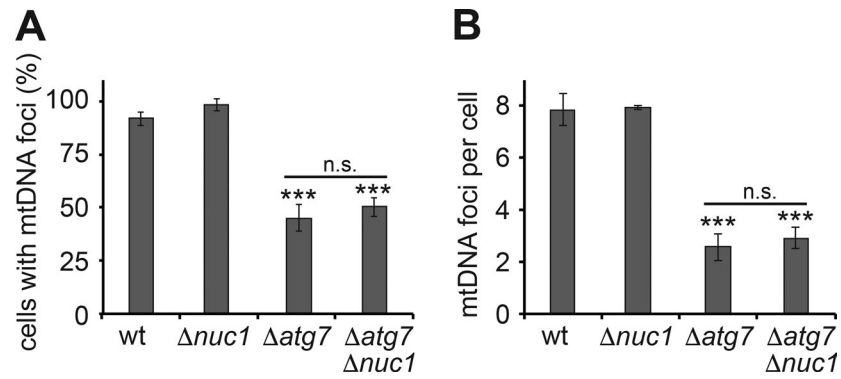 A
cells with mtDNA foci (%)
100
75
50
25
0
n.s.
***
***
wt
Δnuc1
Δatg7
Δatg7
Δnuc1
B
mtDNA foci per cell
8
6
4
2
0
n.s.
***
***
wt
Δnuc1
Δatg7
Δatg7
Δnuc1